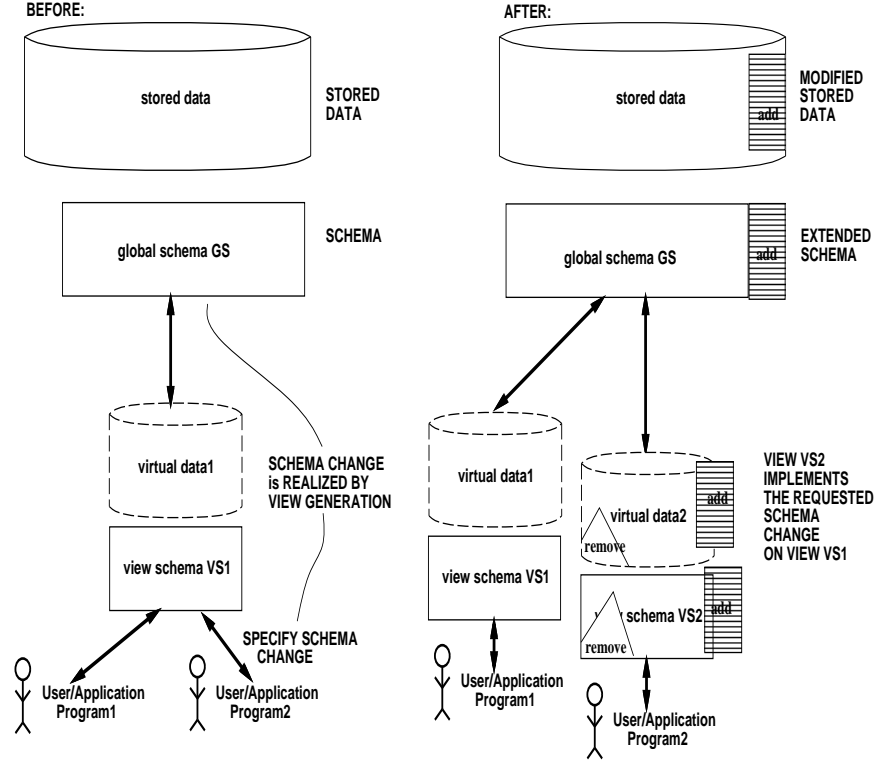 BEFORE:
stored data
STORED
DATA
global schema GS
SCHEMA
virtual data1
SCHEMA CHANGE
is REALIZED BY
VIEW GENERATION
view schema VS1
SPECIFY SCHEMA
CHANGE
User/Application
Program1
User/Application
Program2
AFTER:
stored data
add
MODIFIED
STORED
DATA
global schema GS
add
EXTENDED
SCHEMA
virtual data1
view schema VS1
User/Application
Program1
virtual data2
add
remove
VIEW VS2
IMPLEMENTS
THE REQUESTED
SCHEMA
CHANGE
ON VIEW VS1
schema VS2
add
remove
User/Application
Program2